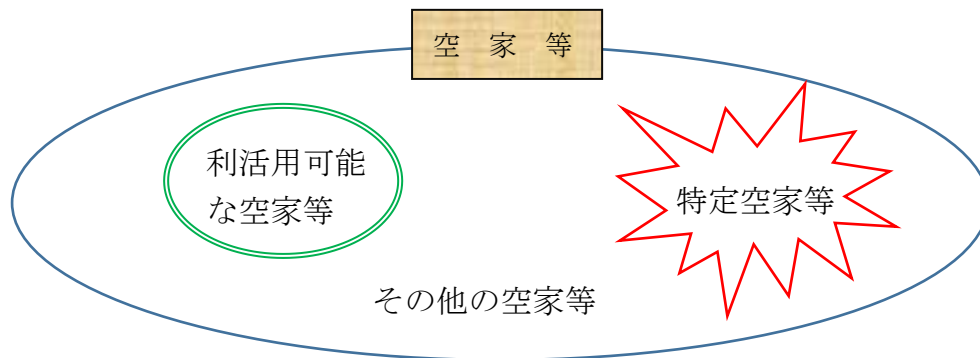 空　家　等
利活用可能
な空家等
特定空家等
その他の空家等